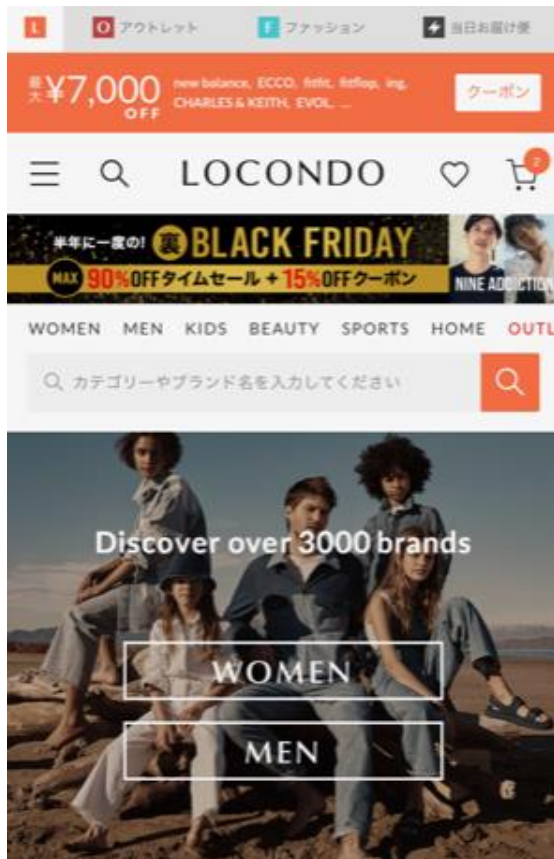 L
O アウトレット
F ファッション
当日お届け便
最大¥7,000 OFF
new balance, ECCO, fitfit, fitflop, ing,
CHARLES & KEITH, EVOL, ...
クーポン
LOCONDO
2
半年に一度の! 裏 BLACK FRIDAY
MAX 90%OFFタイムセール + 15%OFFクーポン
NINE ADDICTION
WOMEN MEN KIDS BEAUTY SPORTS HOME OUTL
カテゴリーやブランド名を入力してください
Discover over 3000 brands
WOMEN
MEN